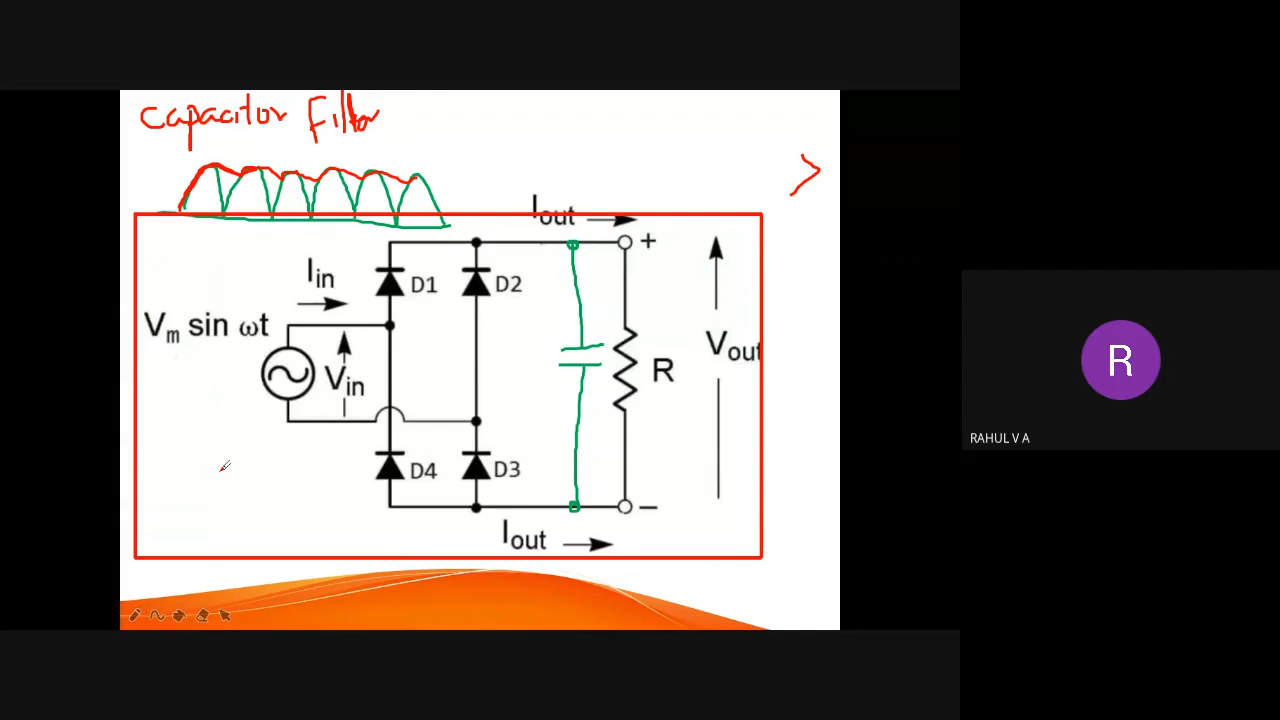 Capacitor Filter
Iout
+
Iin
D1
D2
Vm sin ωt
Vin
R
Vout
D4
D3
−
Iout
R
RAHUL V A